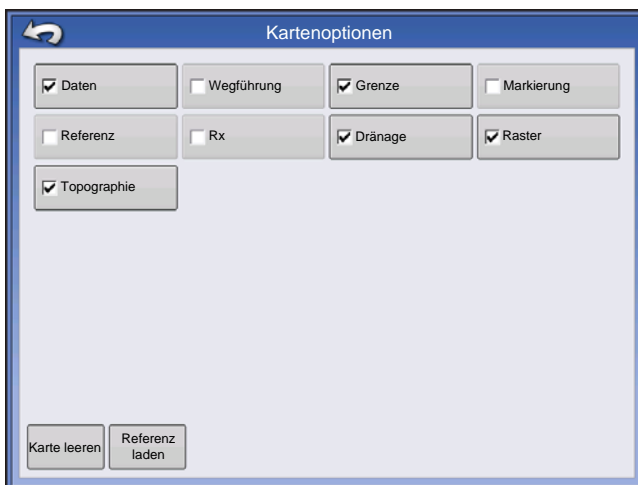 Kartenoptionen
Daten
Wegführung
Grenze
Markierung
Referenz
Rx
Dränage
Raster
Topographie
Karte leeren
Referenz
laden